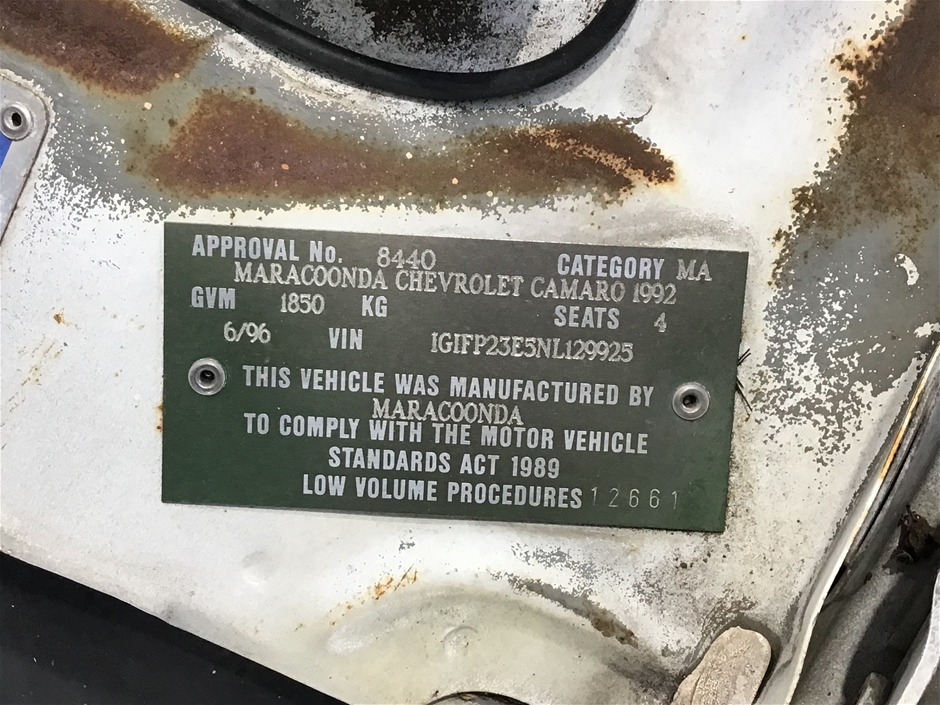 APPROVAL No. 8440 CATEGORY MA
MARACOONDA CHEVROLET CAMARO 1992
GVM 1850 KG SEATS 4
6/96 VIN 1G1FP23E5NL129925
THIS VEHICLE WAS MANUFACTURED BY
MARACOONDA
TO COMPLY WITH THE MOTOR VEHICLE
STANDARDS ACT 1989
LOW VOLUME PROCEDURES 12661